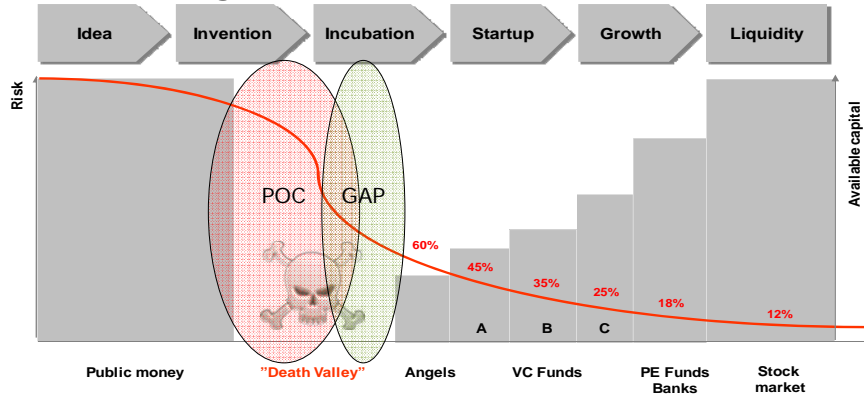 Idea
Invention
Incubation
Startup
Growth
Liquidity
Risk
Available capital
POC
GAP
60%
45%
35%
25%
18%
12%
A
B
C
Public money
"Death Valley"
Angels
VC Funds
PE Funds
Banks
Stock
market